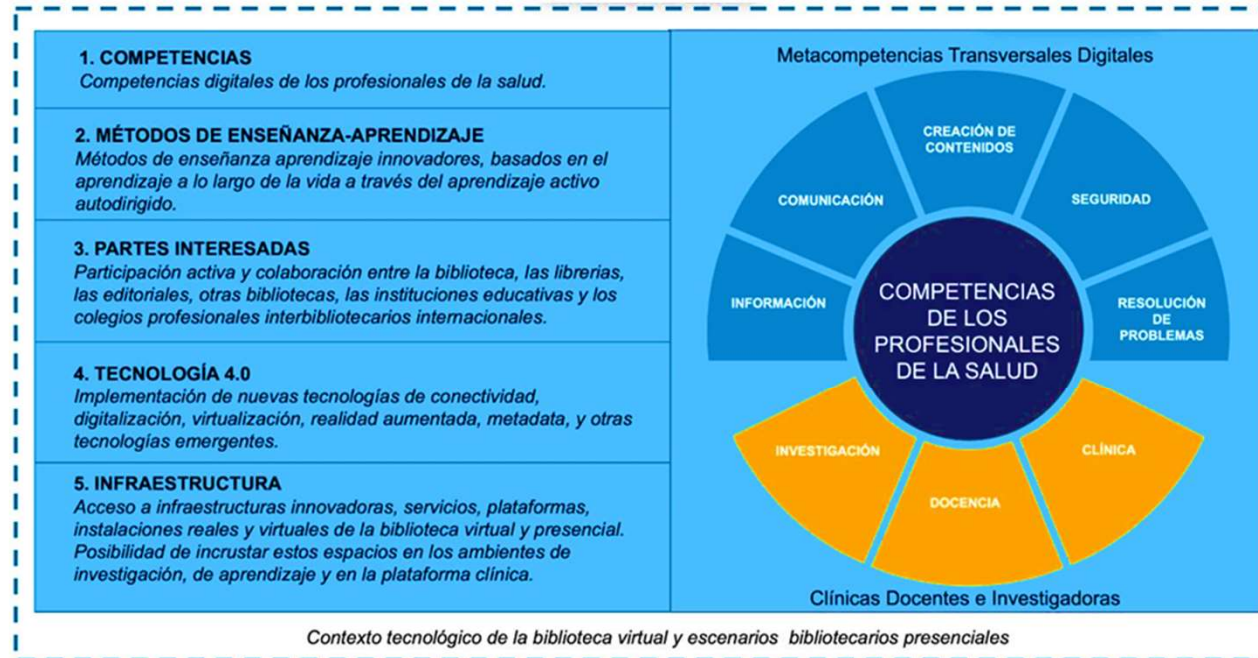 1. COMPETENCIAS
Competencias digitales de los profesionales de la salud.
2. MÉTODOS DE ENSEÑANZA-APRENDIZAJE
Métodos de enseñanza aprendizaje innovadores, basados en el
aprendizaje a lo largo de la vida a través del aprendizaje activo
autodirigido.
3. PARTES INTERESADAS
Participación activa y colaboración entre la biblioteca, las librerias,
las editoriales, otras bibliotecas, las instituciones educativas y los
colegios profesionales interbibliotecarios internacionales.
4. TECNOLOGÍA 4.0
Implementación de nuevas tecnologías de conectividad,
digitalización, virtualización, realidad aumentada, metadata, y otras
tecnologías emergentes.
5. INFRAESTRUCTURA
Acceso a infraestructuras innovadoras, servicios, plataformas,
instalaciones reales y virtuales de la biblioteca virtual y presencial.
Posibilidad de incrustar estos espacios en los ambientes de
investigación, de aprendizaje y en la plataforma clínica.
Metacompetencias Transversales Digitales
CREACIÓN DE
CONTENIDOS
COMUNICACIÓN
SEGURIDAD
INFORMACIÓN
RESOLUCIÓN
DE
PROBLEMAS
COMPETENCIAS
DE LOS
PROFESIONALES
DE LA SALUD
INVESTIGACIÓN
DOCENCIA
CLÍNICA
Clínicas Docentes e Investigadoras
Contexto tecnológico de la biblioteca virtual y escenarios bibliotecarios presenciales